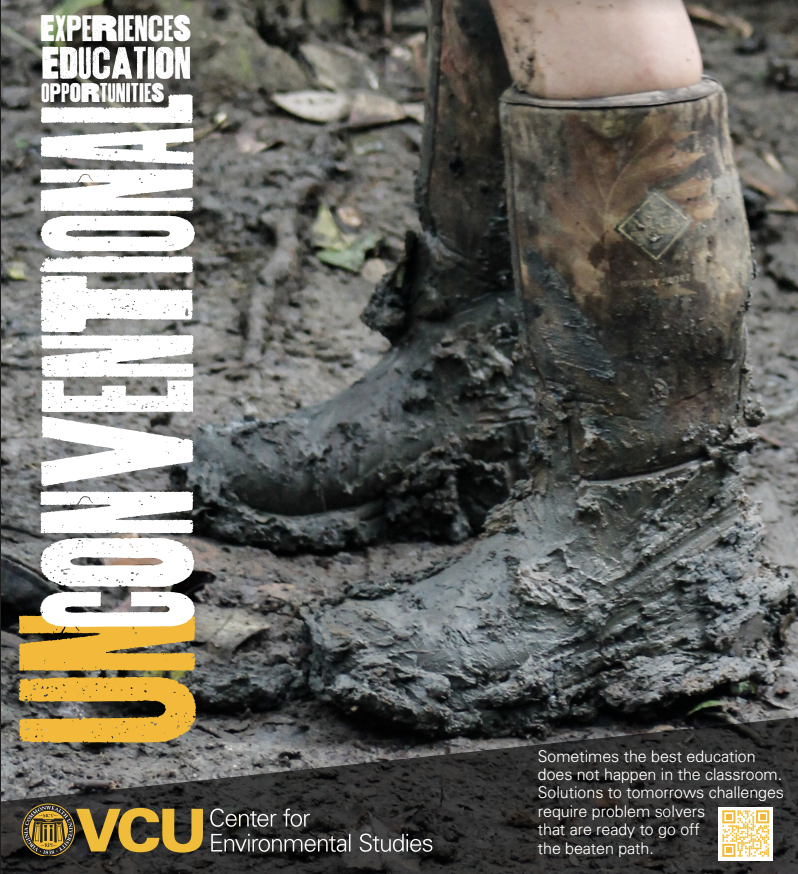 EXPERIENCES
EDUCATION
OPPORTUNITIES
UNCONVENTIONAL
Sometimes the best education
does not happen in the classroom.
Solutions to tomorrows challenges
require problem solvers
that are ready to go off
the beaten path.
VCU
Center for
Environmental Studies